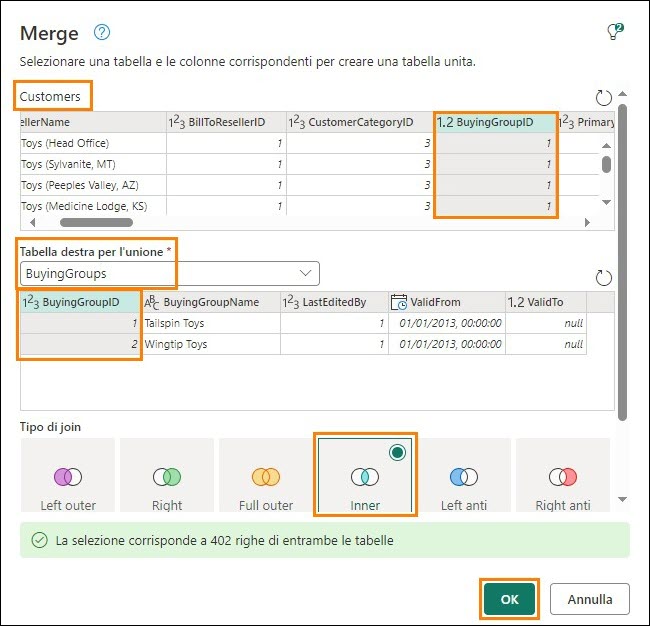 Merge
2
Selezionare una tabella e le colonne corrispondenti per creare una tabella unita.
Customers
ellerName 1²3 BillToResellerID 1²3 CustomerCategoryID 1.2 BuyingGroupID 1²3 Primary
Toys (Head Office) 1 3 1
Toys (Sylvanite, MT) 1 3 1
Toys (Peeples Valley, AZ) 1 3 1
Toys (Medicine Lodge, KS) 1 3 1
Tabella destra per l'unione *
BuyingGroups
1²3 BuyingGroupID ABC BuyingGroupName 1²3 LastEditedBy ValidFrom 1.2 ValidTo
1 Tailspin Toys 1 01/01/2013, 00:00:00 null
2 Wingtip Toys 1 01/01/2013, 00:00:00 null
Tipo di join
Left outer Right Full outer Inner Left anti Right anti
La selezione corrisponde a 402 righe di entrambe le tabelle
OK Annulla